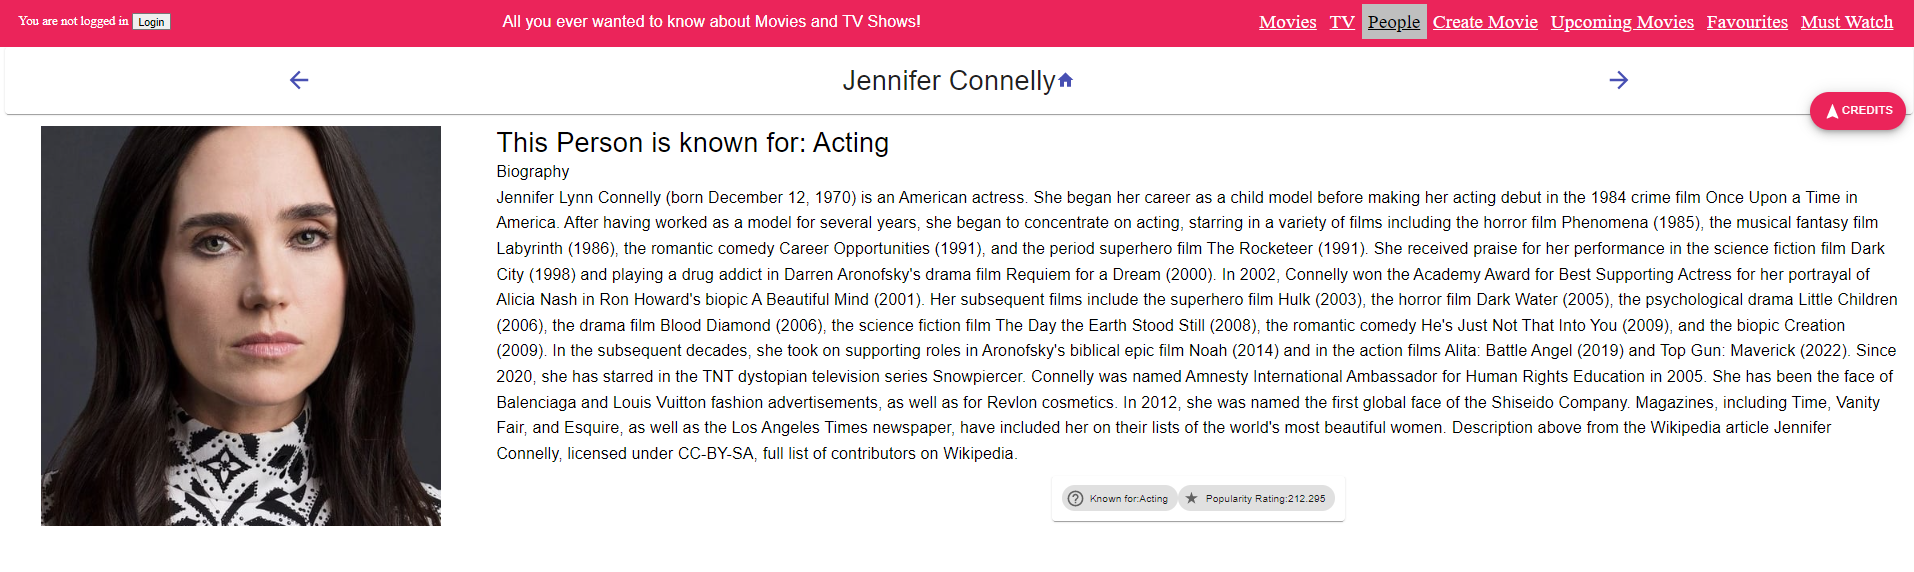 You are not logged in Login
All you ever wanted to know about Movies and TV Shows!
Movies TV People Create Movie Upcoming Movies Favourites Must Watch
Jennifer Connelly
CREDITS
This Person is known for: Acting
Biography
Jennifer Lynn Connelly (born December 12, 1970) is an American actress. She began her career as a child model before making her acting debut in the 1984 crime film Once Upon a Time in
America. After having worked as a model for several years, she began to concentrate on acting, starring in a variety of films including the horror film Phenomena (1985), the musical fantasy film
Labyrinth (1986), the romantic comedy Career Opportunities (1991), and the period superhero film The Rocketeer (1991). She received praise for her performance in the science fiction film Dark
City (1998) and playing a drug addict in Darren Aronofsky's drama film Requiem for a Dream (2000). In 2002, Connelly won the Academy Award for Best Supporting Actress for her portrayal of
Alicia Nash in Ron Howard's biopic A Beautiful Mind (2001). Her subsequent films include the superhero film Hulk (2003), the horror film Dark Water (2005), the psychological drama Little Children
(2006), the drama film Blood Diamond (2006), the science fiction film The Day the Earth Stood Still (2008), the romantic comedy He's Just Not That Into You (2009), and the biopic Creation
(2009). In the subsequent decades, she took on supporting roles in Aronofsky's biblical epic film Noah (2014) and in the action films Alita: Battle Angel (2019) and Top Gun: Maverick (2022). Since
2020, she has starred in the TNT dystopian television series Snowpiercer. Connelly was named Amnesty International Ambassador for Human Rights Education in 2005. She has been the face of
Balenciaga and Louis Vuitton fashion advertisements, as well as for Revlon cosmetics. In 2012, she was named the first global face of the Shiseido Company. Magazines, including Time, Vanity
Fair, and Esquire, as well as the Los Angeles Times newspaper, have included her on their lists of the world's most beautiful women. Description above from the Wikipedia article Jennifer
Connelly, licensed under CC-BY-SA, full list of contributors on Wikipedia.
Known for:Acting Popularity Rating:212.295